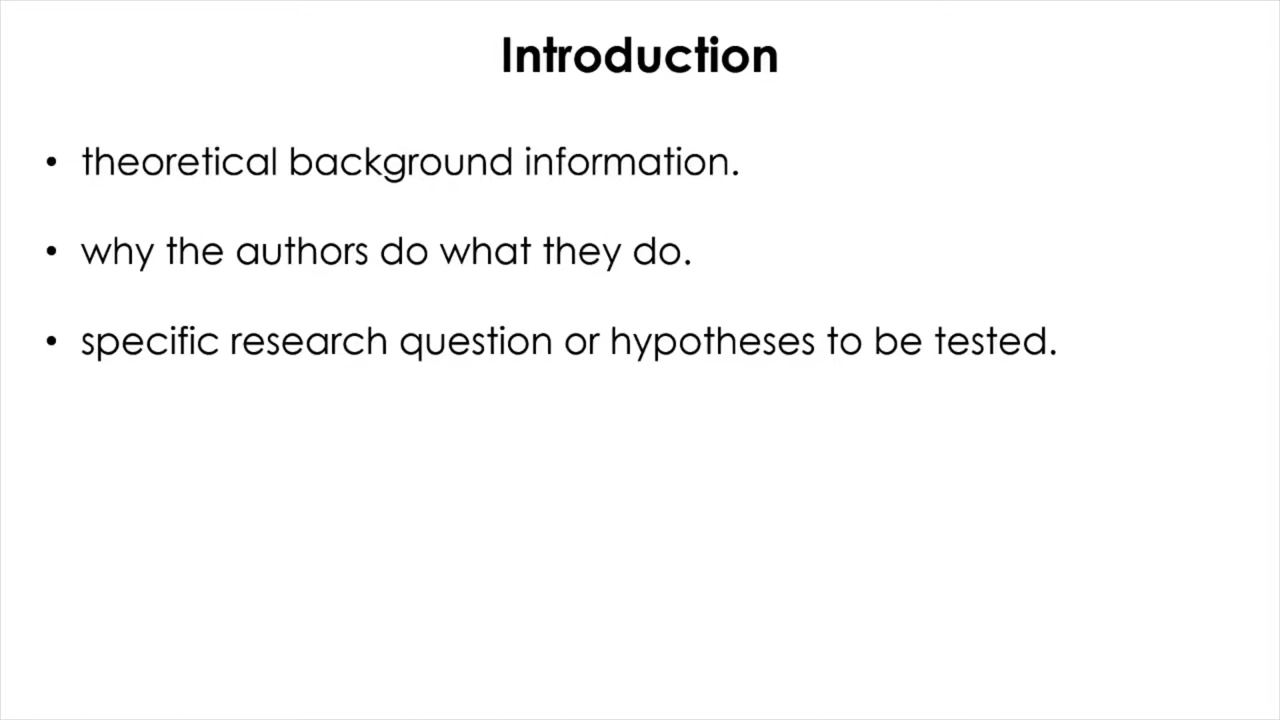 Introduction
• theoretical background information.
• why the authors do what they do.
• specific research question or hypotheses to be tested.